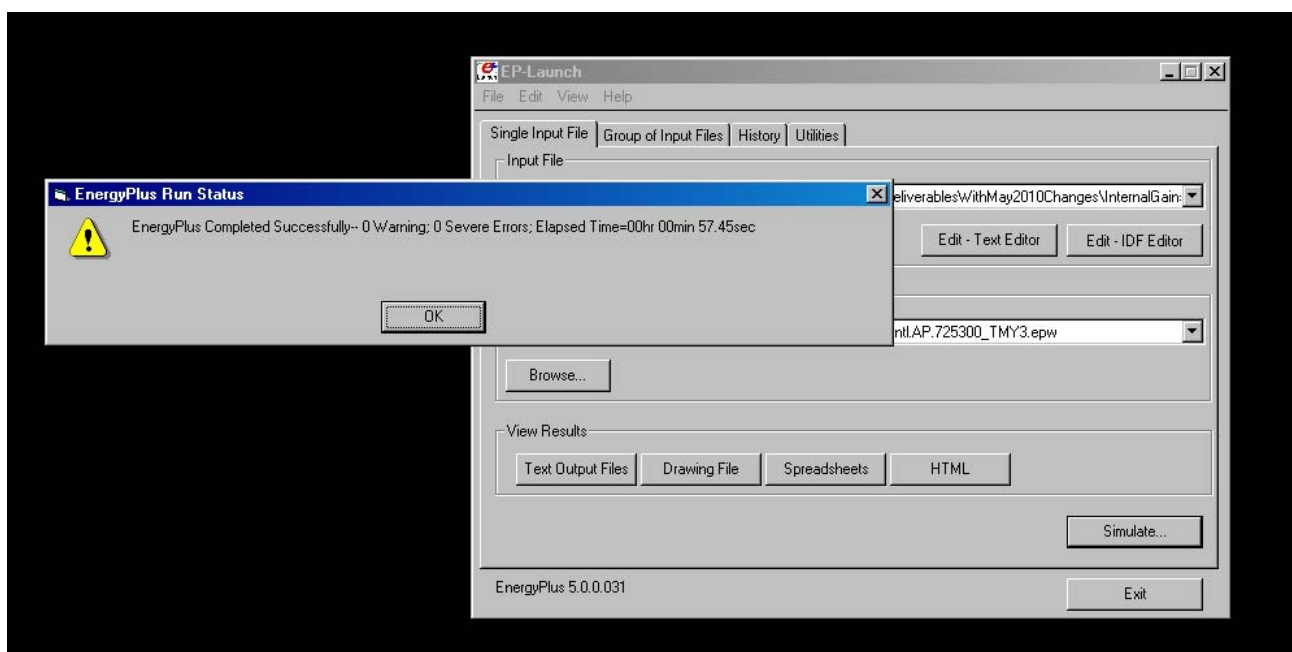 EP-Launch
File Edit View Help
Single Input File Group of Input Files History Utilities
Input File
EnergyPlus Run Status
EnergyPlus Completed Successfully-- 0 Warning; 0 Severe Errors; Elapsed Time=00hr 00min 57.45sec
OK
eliverablesWithMay2010Changes\InternalGain
Edit - Text Editor Edit - IDF Editor
ntl.AP.725300_TMY3.epw
Browse...
View Results
Text Output Files Drawing File Spreadsheets HTML
Simulate...
EnergyPlus 5.0.0.031
Exit